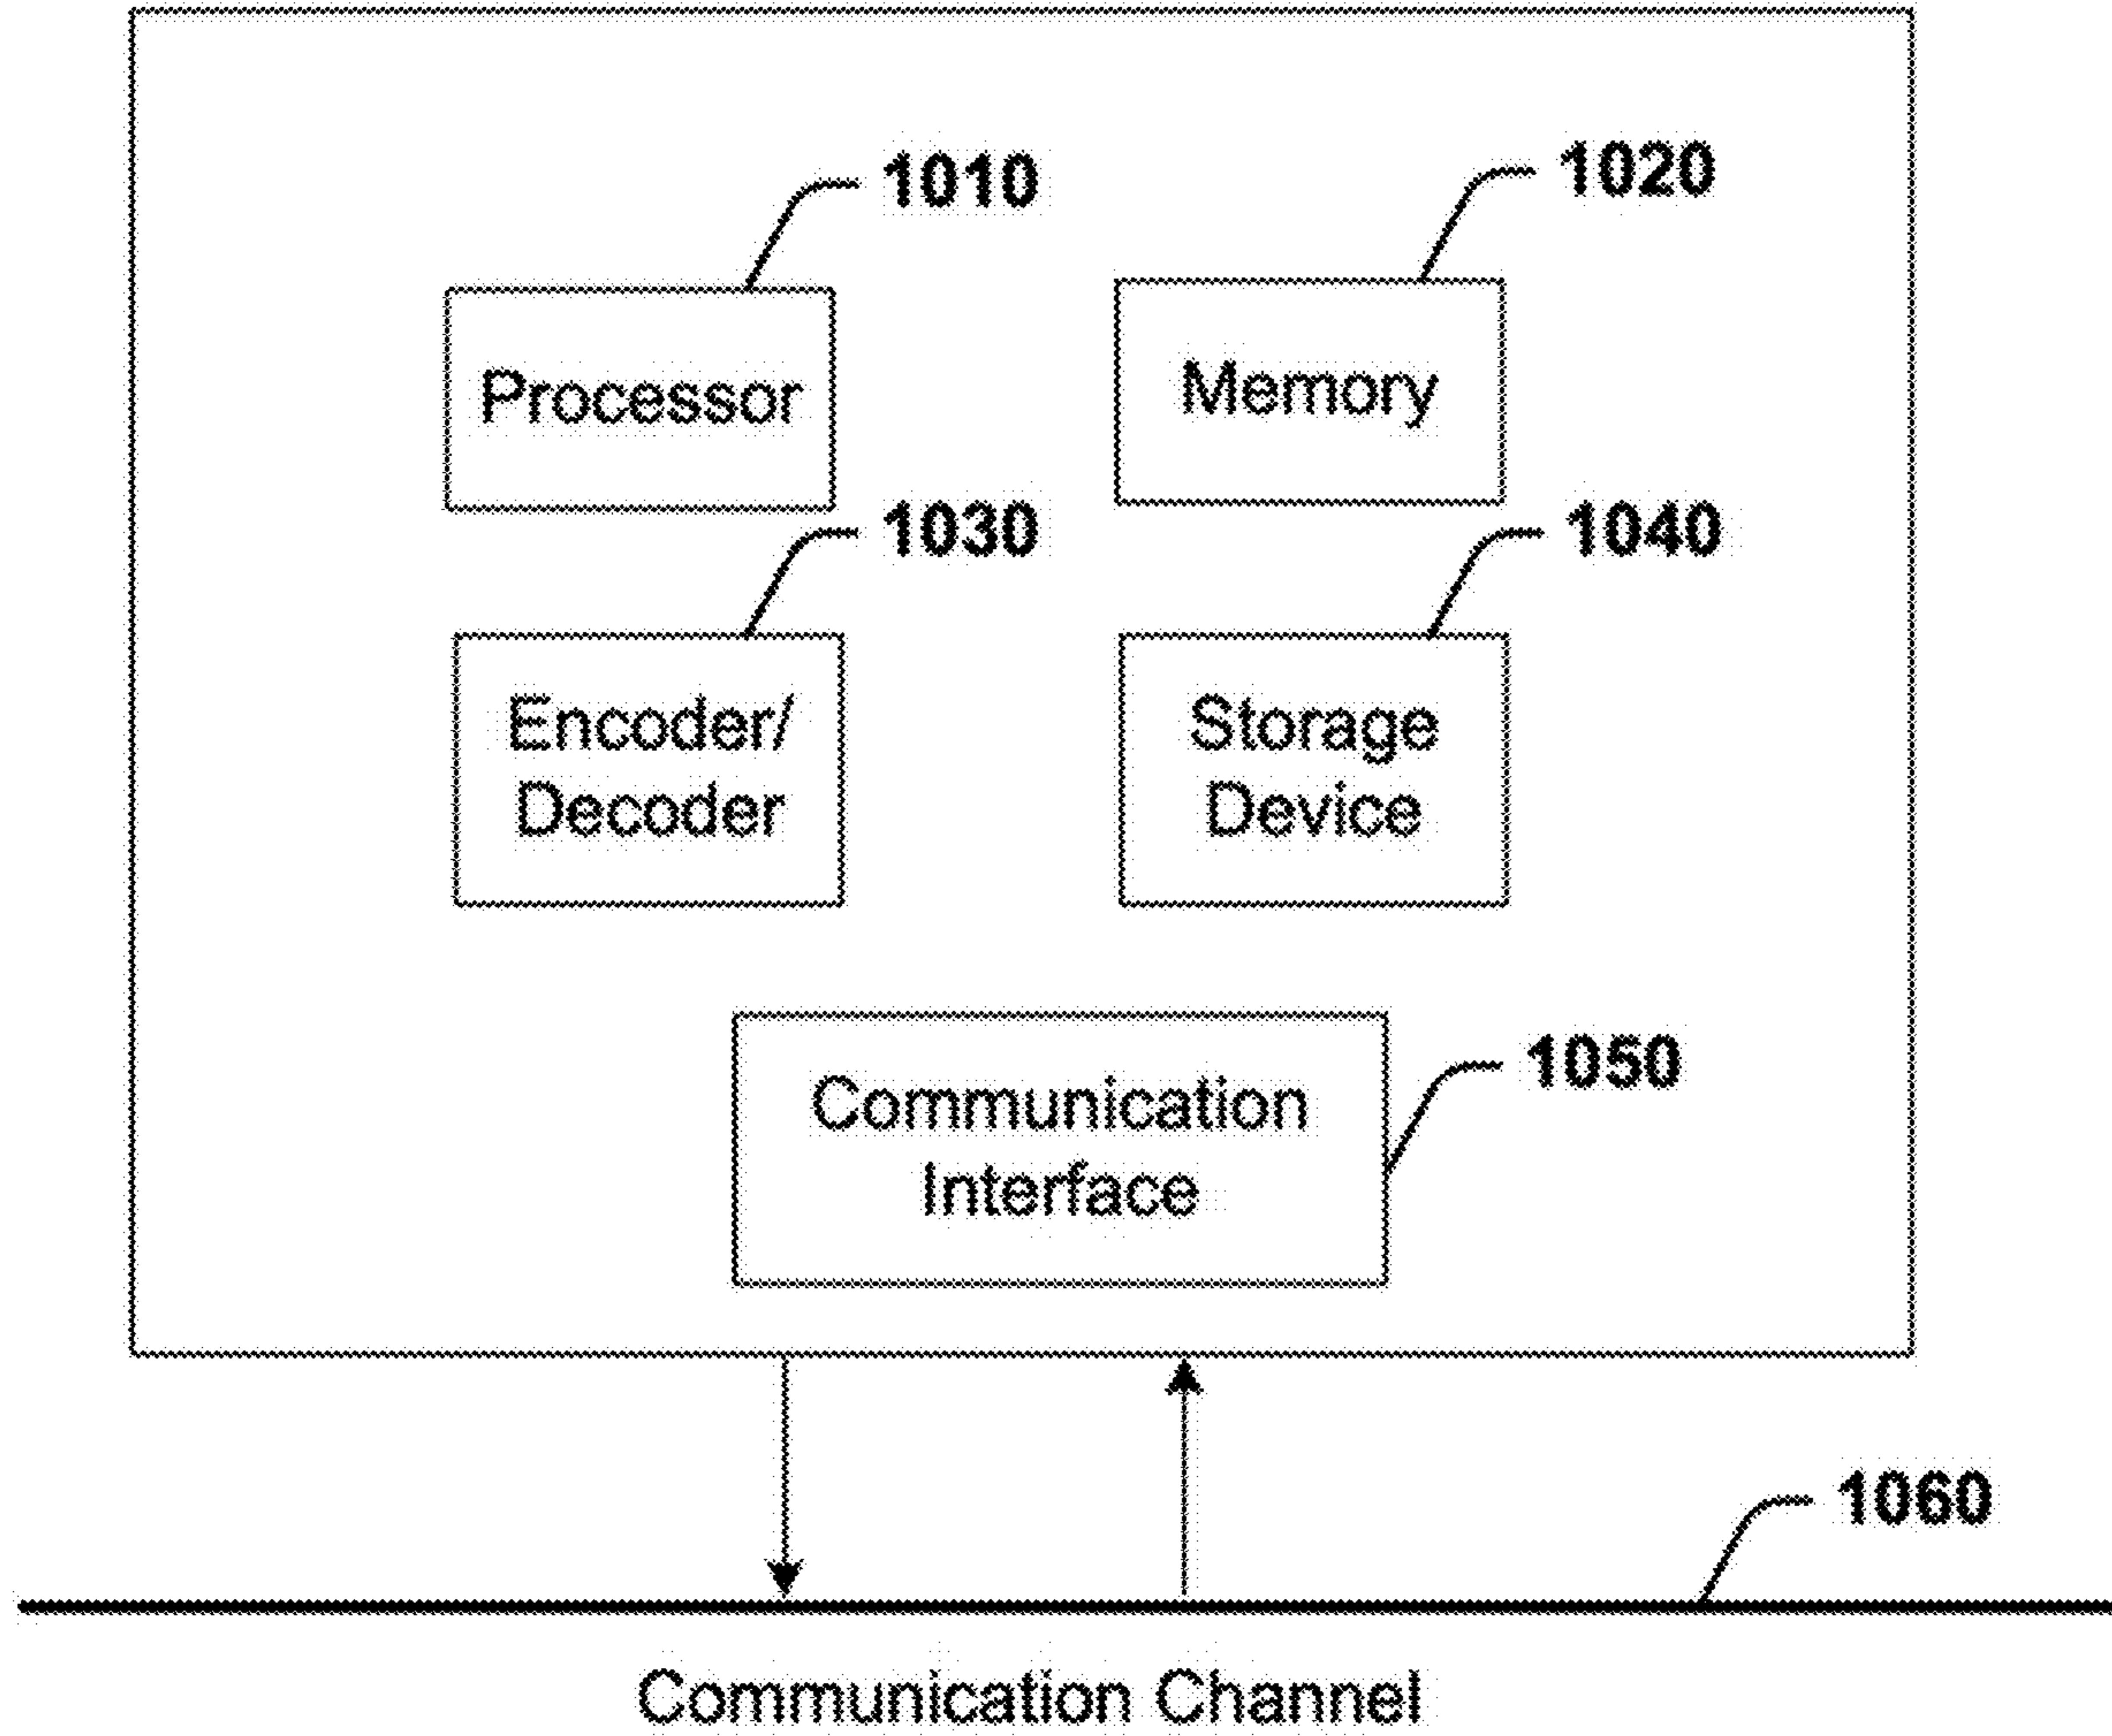 1010
1020
Processor
Memory
1030
1040
Encoder/
Decoder
Storage
Device
1050
Communication
Interface
1060
Communication Channel